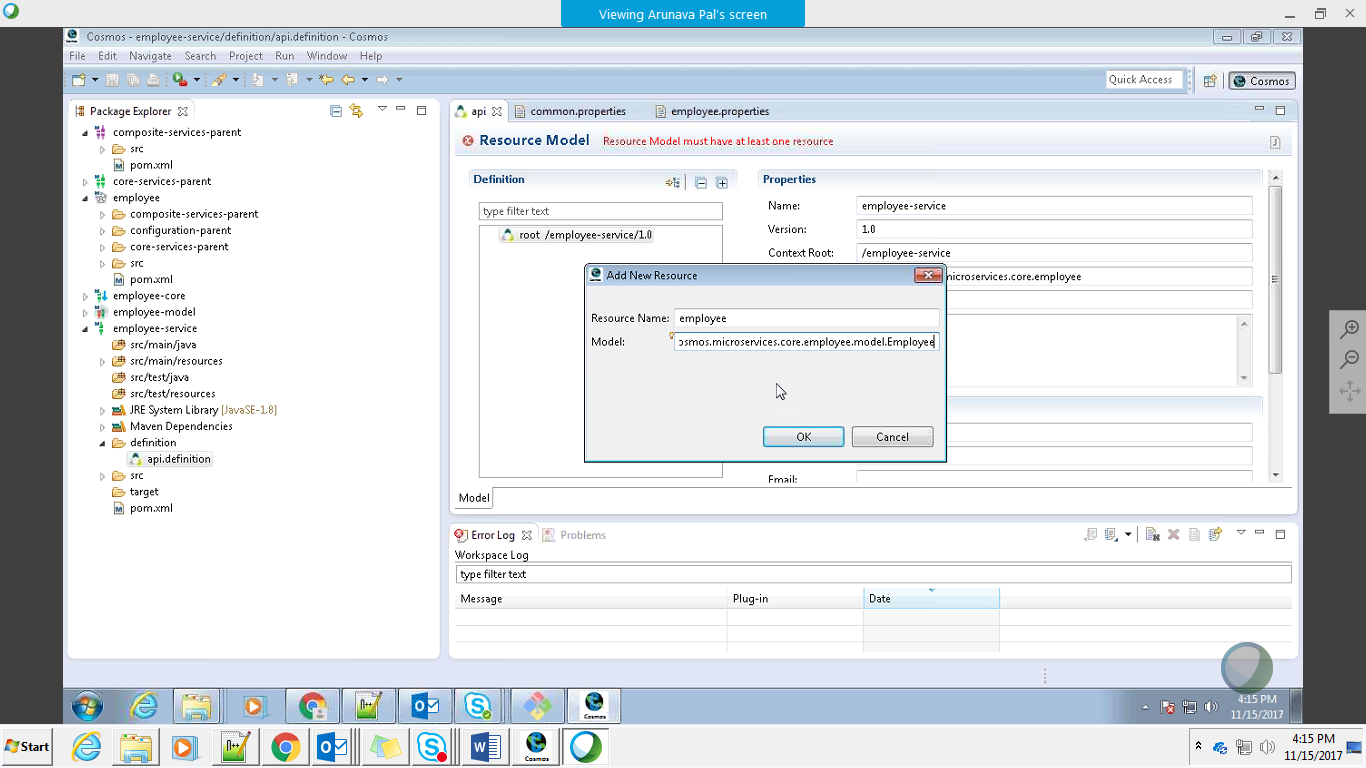 Viewing Arunava Pal's screen
Cosmos - employee-service/definition/api.definition - Cosmos
File Edit Navigate Search Project Run Window Help
Quick Access
Cosmos
Package Explorer
composite-services-parent
src
pom.xml
core-services-parent
employee
composite-services-parent
configuration-parent
core-services-parent
src
pom.xml
employee-core
employee-model
employee-service
src/main/java
src/main/resources
src/test/java
src/test/resources
JRE System Library [JavaSE-1.8]
Maven Dependencies
definition
api.definition
src
target
pom.xml
api common.properties employee.properties
Resource Model Resource Model must have at least one resource
Definition
type filter text
root /employee-service/1.0
Properties
Name: employee-service
Version: 1.0
Context Root: /employee-service
microservices.core.employee
Email:
Add New Resource
Resource Name: employee
Model: osmos.microservices.core.employee.model.Employee
OK Cancel
Model
Error Log Problems
Workspace Log
type filter text
Message Plug-in Date
Cosmos
4:15 PM
11/15/2017
Start
Cosmos
4:15 PM
11/15/2017